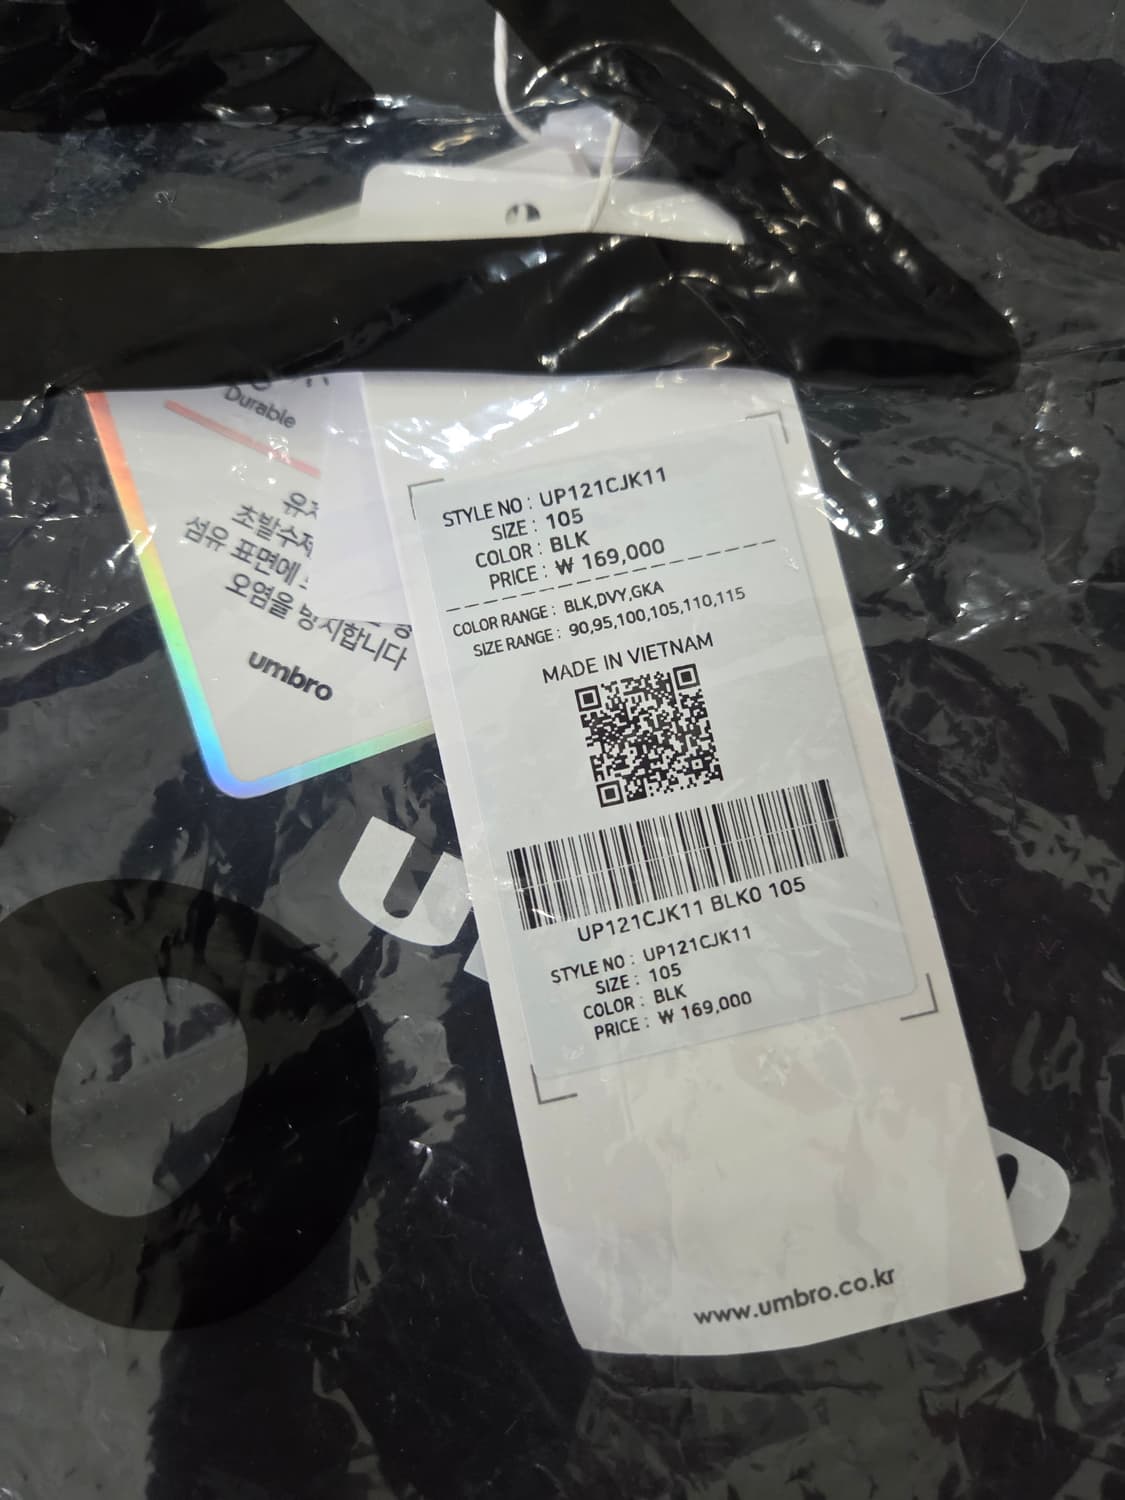 Durable
초발수
섬유 표면에
오염을 방지합니다
umbro
STYLE NO : UP121CJK11
SIZE : 105
COLOR : BLK
PRICE : ₩ 169,000
COLOR RANGE : BLK,DVY,GKA
SIZE RANGE : 90,95,100,105,110,115
MADE IN VIETNAM
UP121CJK11 BLK0 105
STYLE NO : UP121CJK11
SIZE : 105
COLOR : BLK
PRICE : ₩ 169,000
www.umbro.co.kr